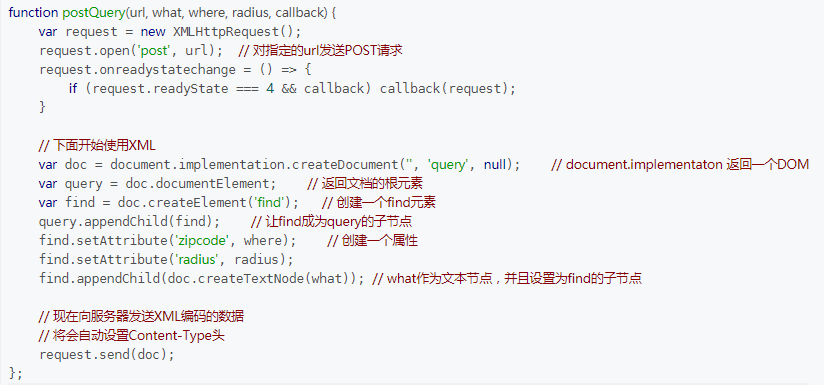 function postQuery(url, what, where, radius, callback) {
    var request = new XMLHttpRequest();
    request.open('post', url);  // 对指定的url发送POST请求
    request.onreadystatechange = () => {
        if (request.readyState === 4 && callback) callback(request);
    }

    // 下面开始使用XML
    var doc = document.implementation.createDocument('', 'query', null);    // document.implementaton 返回一个DOM
    var query = doc.documentElement;    // 返回文档的根元素
    var find = doc.createElement('find');   // 创建一个find元素
    query.appendChild(find);    // 让find成为query的子节点
    find.setAttribute('zipcode', where);    // 创建一个属性
    find.setAttribute('radius', radius);
    find.appendChild(doc.createTextNode(what)); // what作为文本节点，并且设置为find的子节点

    // 现在向服务器发送XML编码的数据
    // 将会自动设置Content-Type头
    request.send(doc);
};